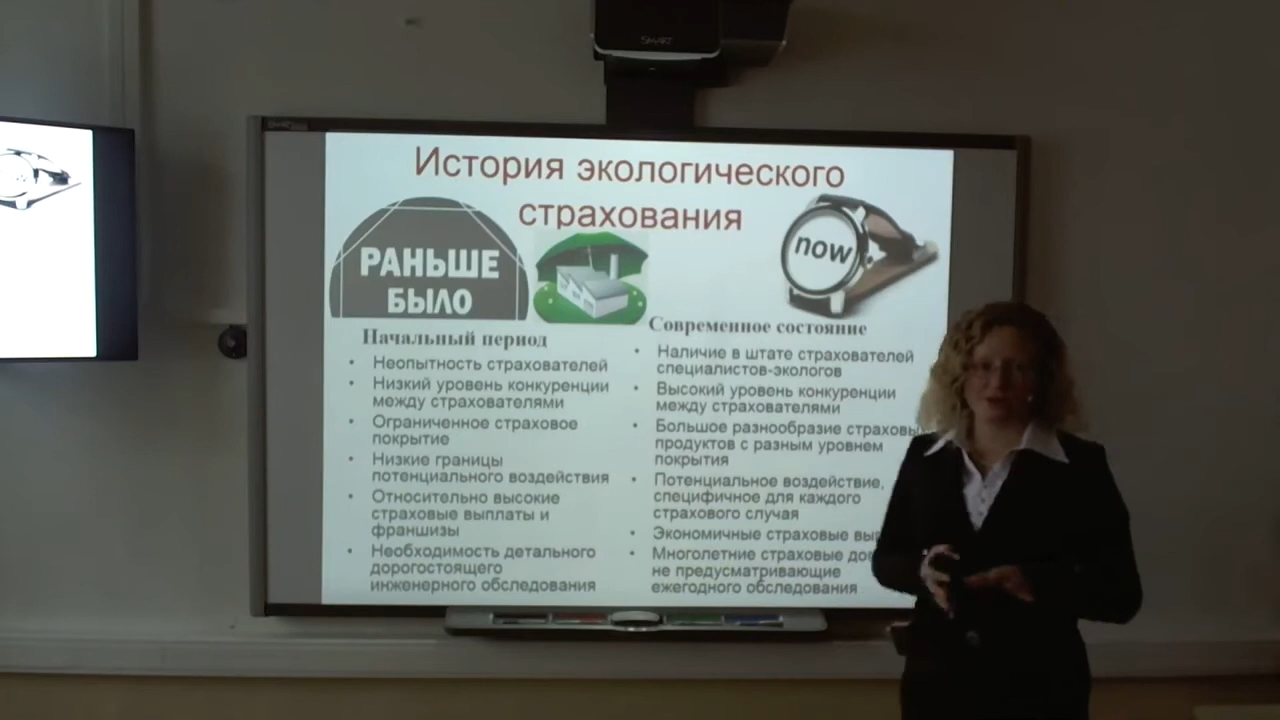 SMART
История экологического
страхования
РАНЬШЕ
БЫЛО
now
Начальный период
• Неопытность страхователей
• Низкий уровень конкуренции
между страхователями
• Ограниченное страховое
покрытие
• Низкие границы
потенциального воздействия
• Относительно высокие
страховые выплаты и
франшизы
• Необходимость детального
дорогостоящего
инженерного обследования
Современное состояние
• Наличие в штате страхователей
специалистов-экологов
• Высокий уровень конкуренции
между страхователями
• Большое разнообразие
продуктов с разным уровнем
покрытия
• Потенциальное воздействие,
специфичное для каждого
страхового случая
• Экономичные страховые
• Многолетние страховые
не предусматривающие
ежегодного обследования